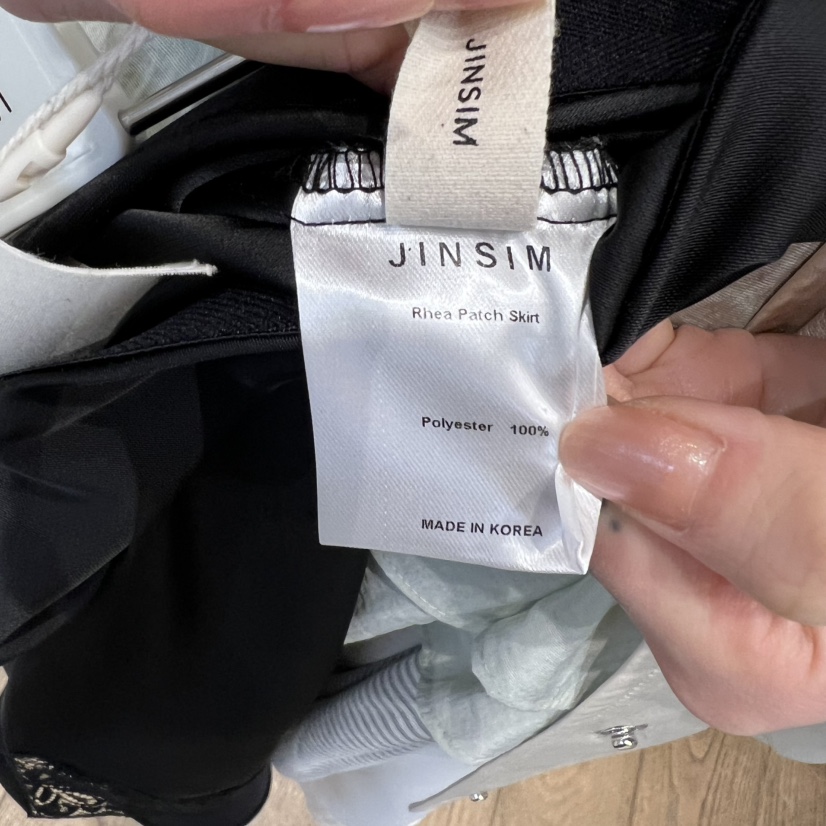 JINSIM
JINSIM
Rhea Patch Skirt
Polyester 100%
MADE IN KOREA